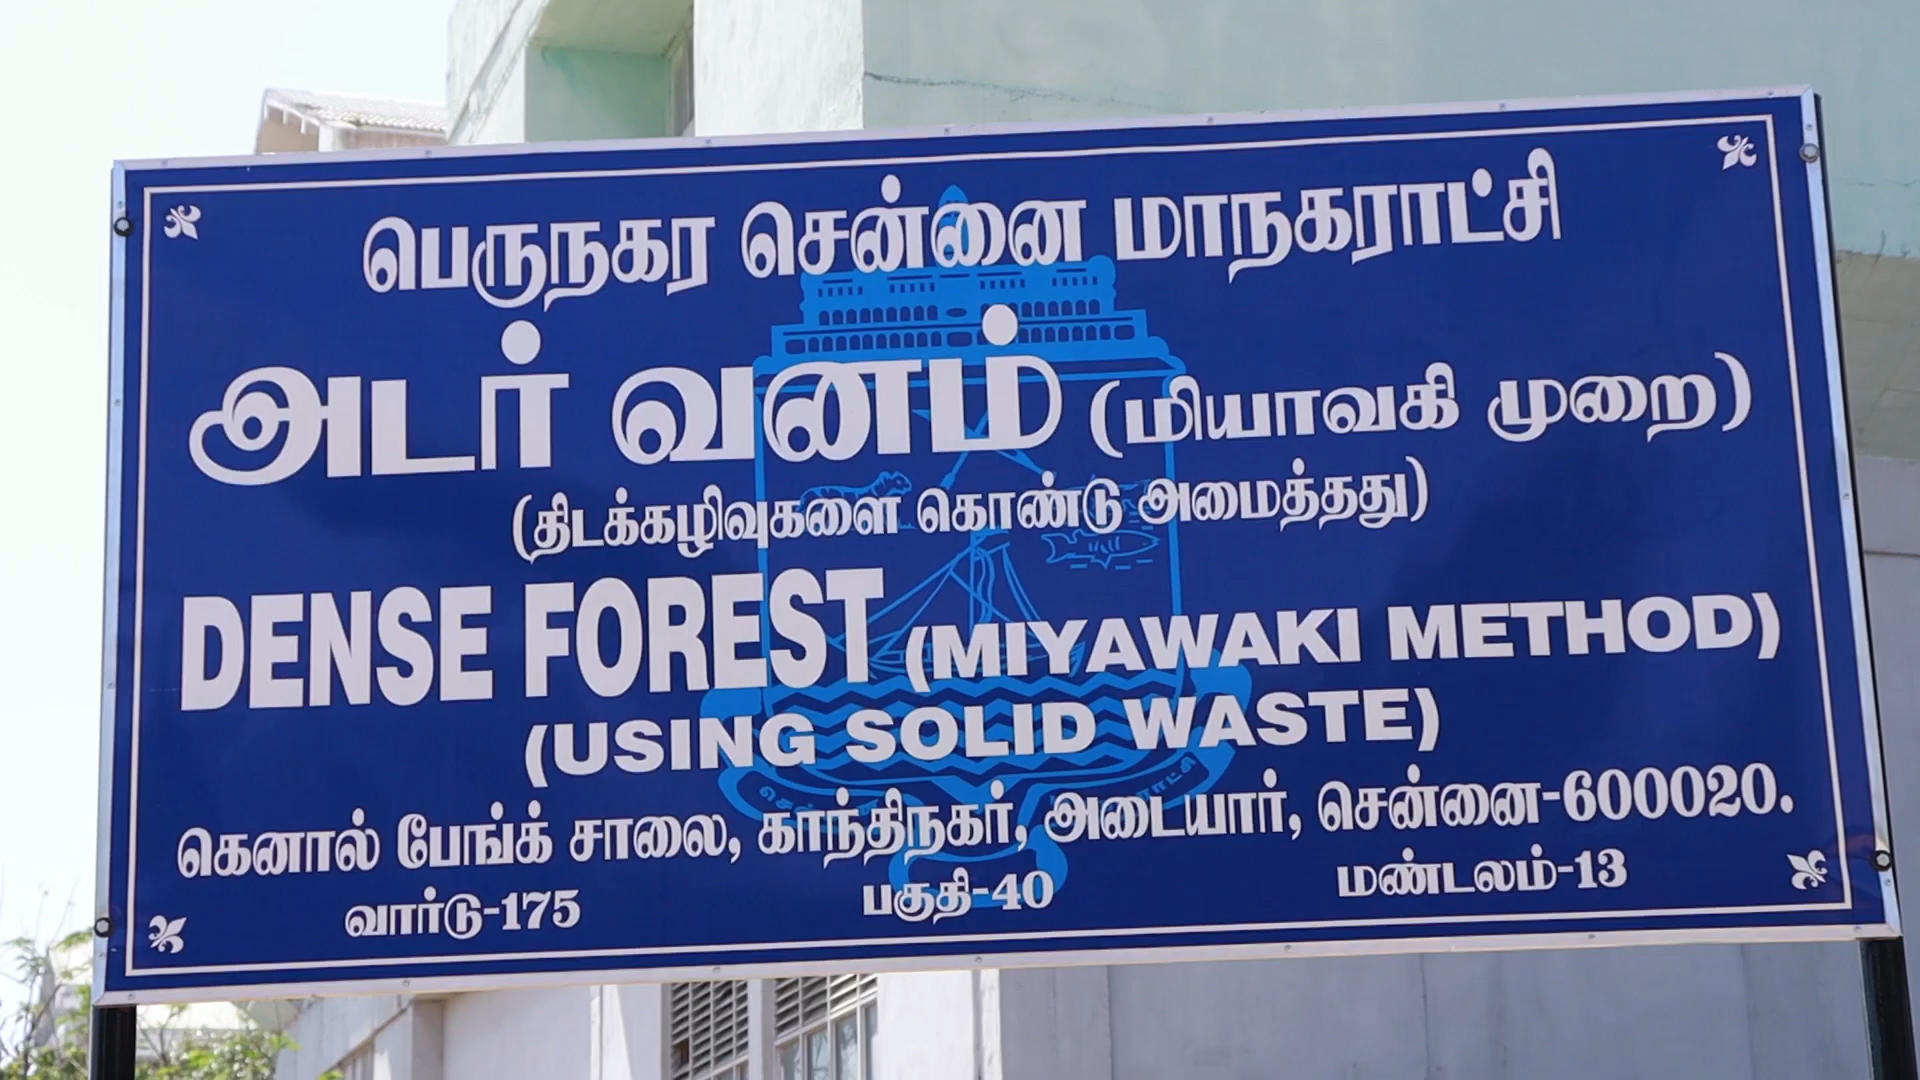 பெருநகர சென்னை மாநகராட்சி
அடர் வனம் (மியாவகி முறை)
(திடக்கழிவுகளை கொண்டு அமைத்தது)
DENSE FOREST (MIYAWAKI METHOD)
(USING SOLID WASTE)
கெனால் பேங்க் சாலை, காந்திநகர், அடையார், சென்னை-600020.
வார்டு-175 பகுதி-40 மண்டலம்-13